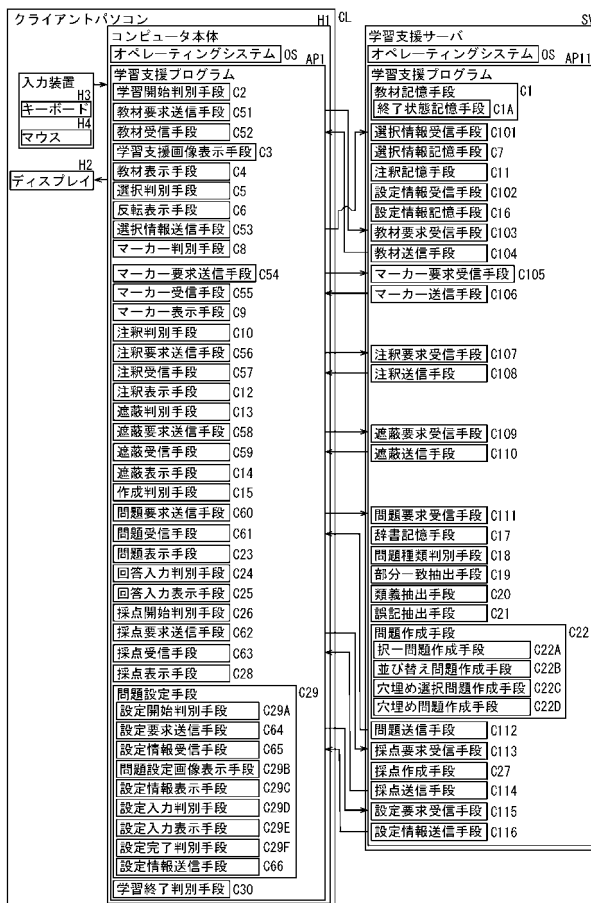 クライアントパソコン H1 CL
コンピュータ本体
オペレーティングシステム OS AP1
入力装置
H3
キーボード
H4
マウス
H2
ディスプレイ
学習支援プログラム
学習開始判別手段 C2
教材要求送信手段 C51
教材受信手段 C52
学習支援画像表示手段 C3
教材表示手段 C4
選択判別手段 C5
反転表示手段 C6
選択情報送信手段 C53
マーカー判別手段 C8
マーカー要求送信手段 C54
マーカー受信手段 C55
マーカー表示手段 C9
注釈判別手段 C10
注釈要求送信手段 C56
注釈受信手段 C57
注釈表示手段 C12
遮蔽判別手段 C13
遮蔽要求送信手段 C58
遮蔽受信手段 C59
遮蔽表示手段 C14
作成判別手段 C15
問題要求送信手段 C60
問題受信手段 C61
問題表示手段 C23
回答入力判別手段 C24
回答入力表示手段 C25
採点開始判別手段 C26
採点要求送信手段 C62
採点受信手段 C63
採点表示手段 C28
問題設定手段 C29
設定開始判別手段 C29A
設定要求送信手段 C64
設定情報受信手段 C65
問題設定画像表示手段 C29B
設定情報表示手段 C29C
設定入力判別手段 C29D
設定入力表示手段 C29E
設定完了判別手段 C29F
設定情報送信手段 C66
学習終了判別手段 C30
SV
学習支援サーバ
オペレーティングシステム OS AP11
学習支援プログラム
教材記憶手段 C1
終了状態記憶手段 C1A
選択情報受信手段 C101
選択情報記憶手段 C7
注釈記憶手段 C11
設定情報受信手段 C102
設定情報記憶手段 C16
教材要求受信手段 C103
教材送信手段 C104
マーカー要求受信手段 C105
マーカー送信手段 C106
注釈要求受信手段 C107
注釈送信手段 C108
遮蔽要求受信手段 C109
遮蔽送信手段 C110
問題要求受信手段 C111
辞書記憶手段 C17
問題種類判別手段 C18
部分一致抽出手段 C19
類義抽出手段 C20
誤記抽出手段 C21
問題作成手段 C22
択一問題作成手段 C22A
並び替え問題作成手段 C22B
穴埋め選択問題作成手段 C22C
穴埋め問題作成手段 C22D
問題送信手段 C112
採点要求受信手段 C113
採点作成手段 C27
採点送信手段 C114
設定要求受信手段 C115
設定情報送信手段 C116